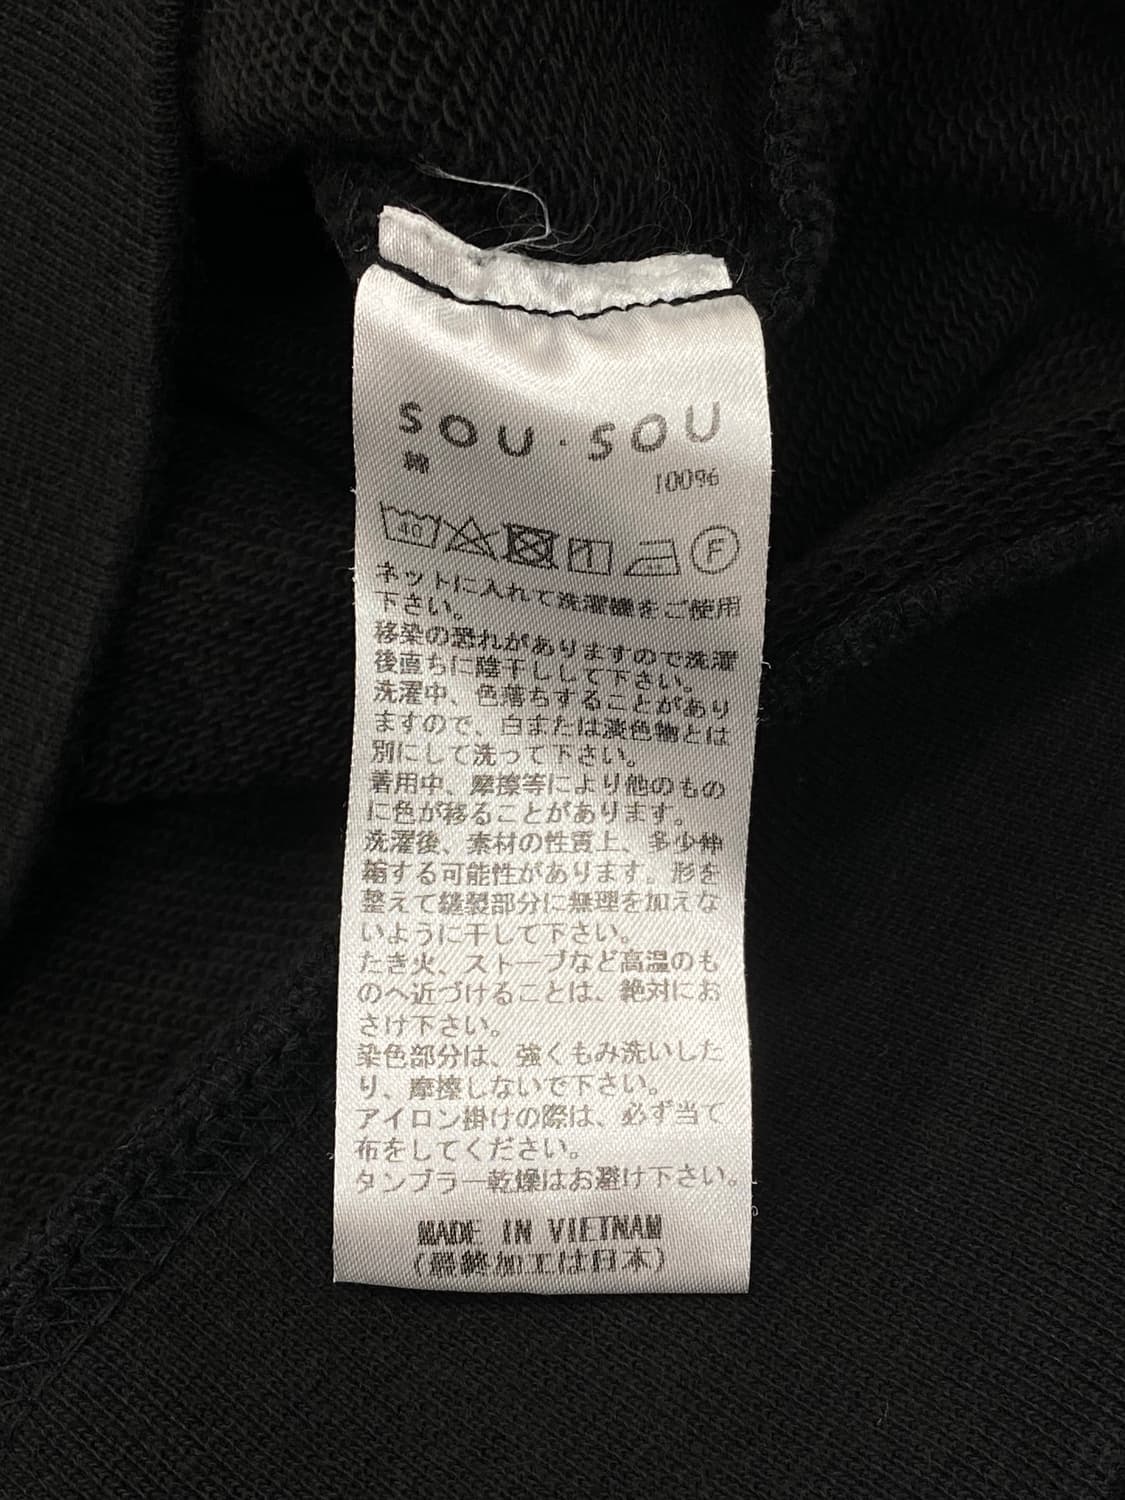 SOU・SOU
綿 100%
40 F
ネットに入れて洗濯機をご使用
下さい。
移染の恐れがありますので洗濯
後直ちに陰干しして下さい。
洗濯中、色落ちすることがあり
ますので、白または淡色物とは
別にして洗って下さい。
着用中、摩擦等により他のもの
に色が移ることがあります。
洗濯後、素材の性質上、多少伸
縮する可能性があります。形を
整えて縫製部分に無理を加えな
いように干して下さい。
たき火、ストーブなど高温のも
のへ近づけることは、絶対にお
さけ下さい。
染色部分は、強くもみ洗いした
り、摩擦しないで下さい。
アイロン掛けの際は、必ず当て
布をしてください。
タンブラー乾燥はお避け下さい。
MADE IN VIETNAM
(最終加工は日本)